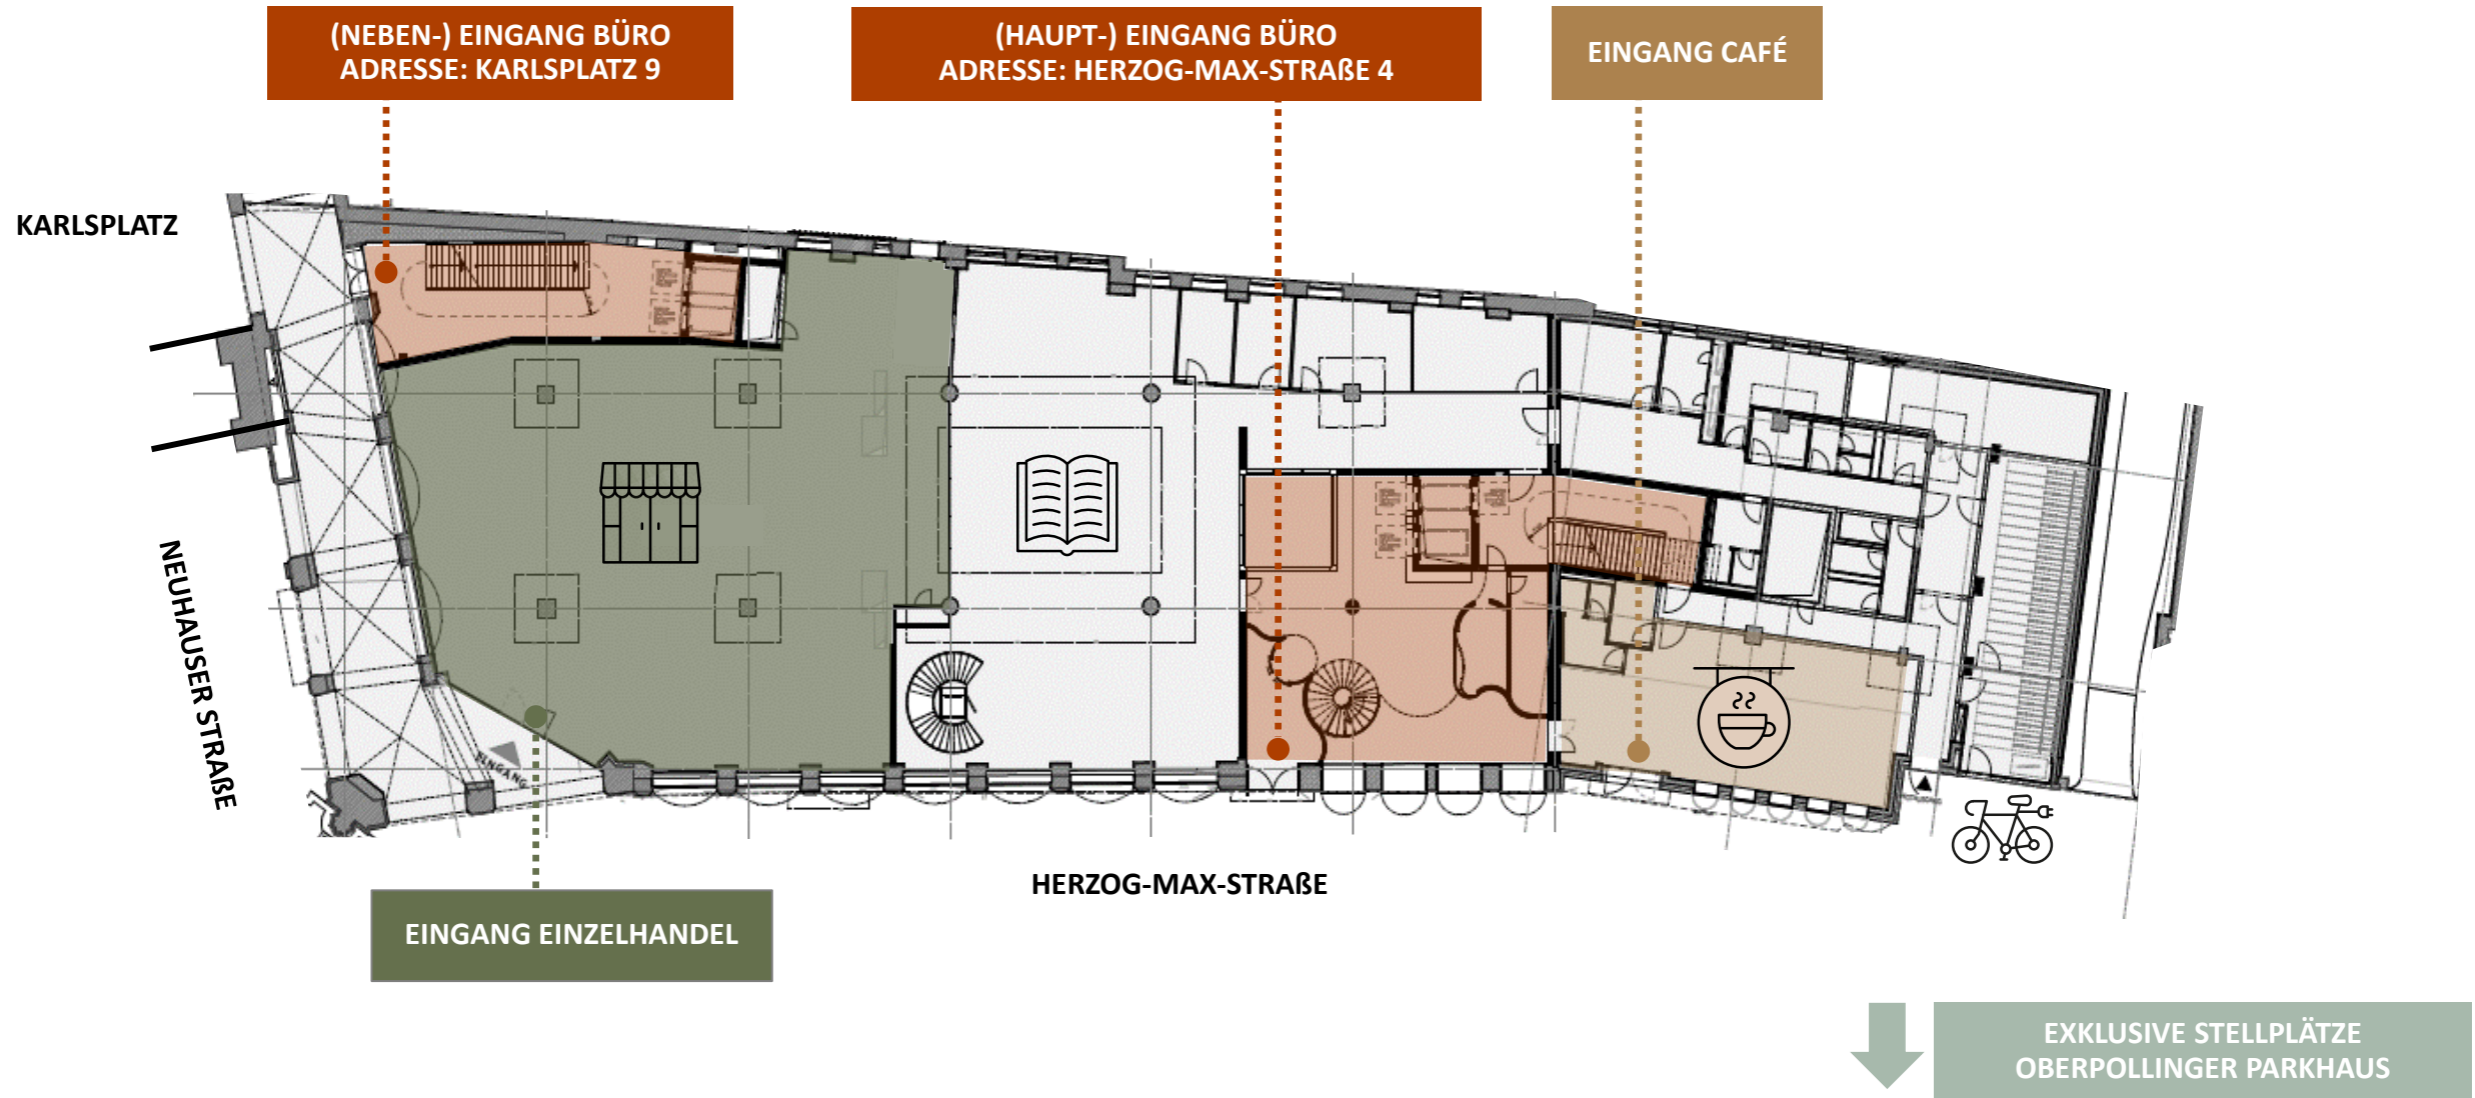 (NEBEN-) EINGANG BÜRO
ADRESSE: KARLSPLATZ 9
(HAUPT-) EINGANG BÜRO
ADRESSE: HERZOG-MAX-STRAßE 4
EINGANG CAFÉ
KARLSPLATZ
NEUHAUSER STRAßE
EINGANG
HERZOG-MAX-STRAßE
EINGANG EINZELHANDEL
EXKLUSIVE STELLPLÄTZE
OBERPOLLINGER PARKHAUS